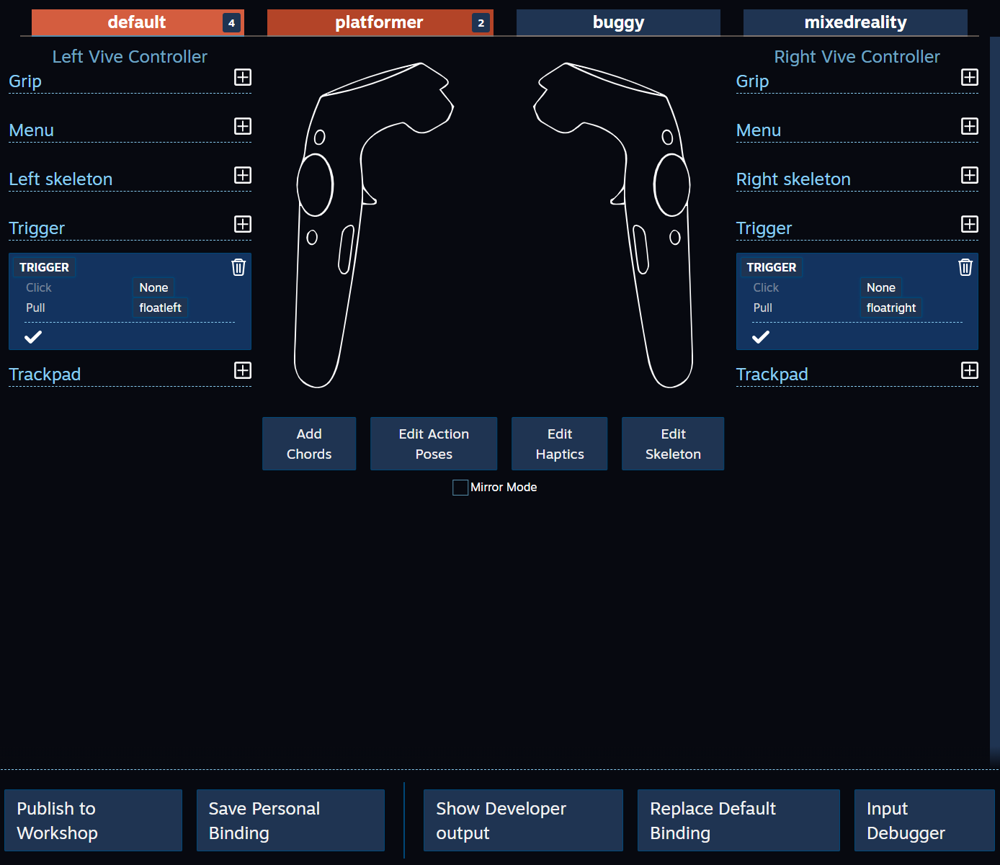 default 4 platformer 2 buggy mixedreality
Left Vive Controller
Grip
Menu
Left skeleton
Trigger
TRIGGER
Click None
Pull floatleft
Trackpad
Right Vive Controller
Grip
Menu
Right skeleton
Trigger
TRIGGER
Click None
Pull floatright
Trackpad
Add
Chords
Edit Action
Poses
Edit
Haptics
Edit
Skeleton
Mirror Mode
Publish to
Workshop
Save Personal
Binding
Show Developer
output
Replace Default
Binding
Input
Debugger